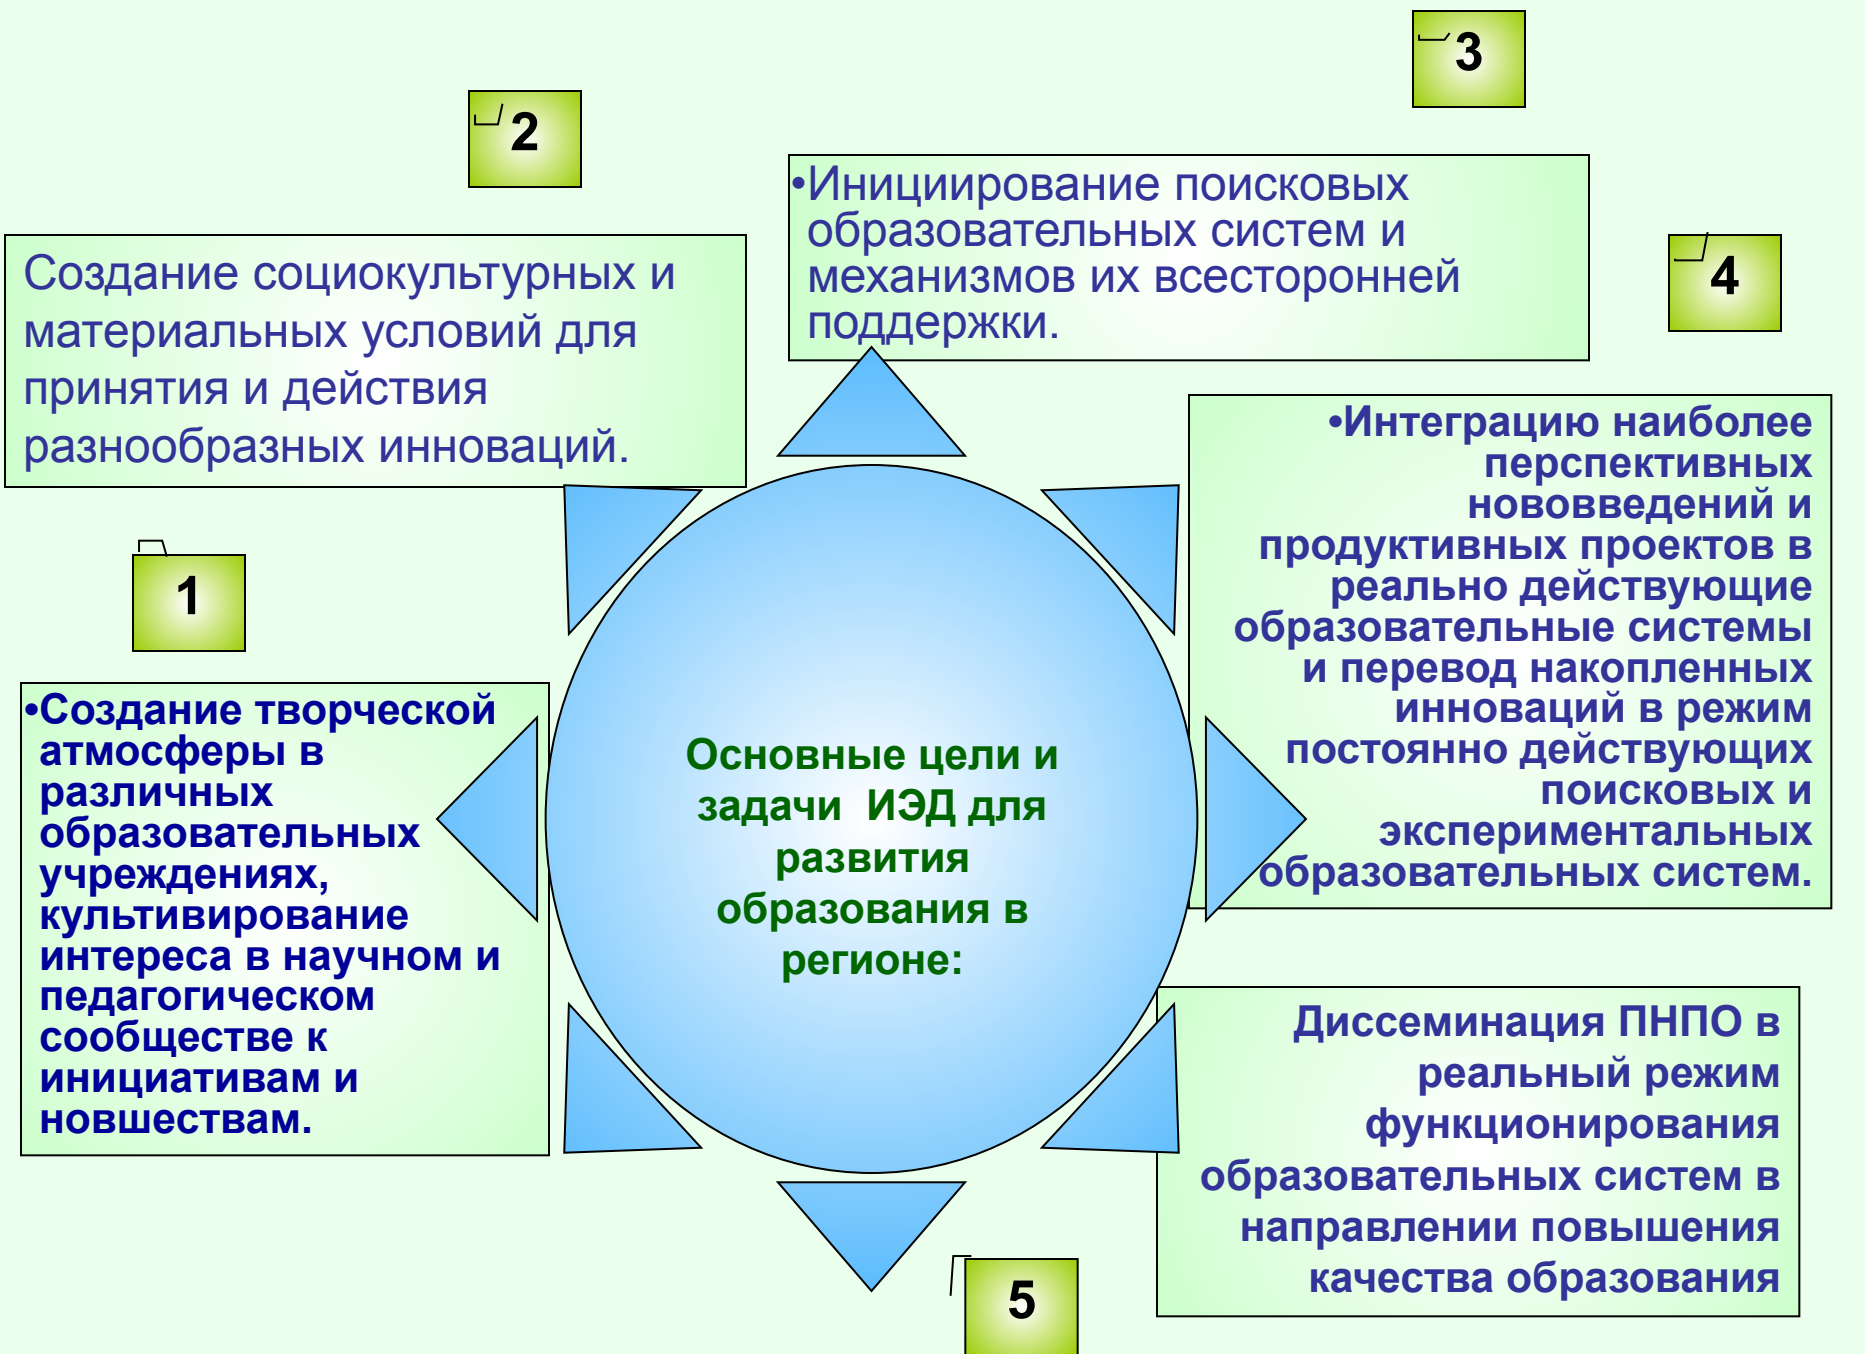 1
•Создание творческой
атмосферы в
различных
образовательных
учреждениях,
культивирование
интереса в научном и
педагогическом
сообществе к
инициативам и
новшествам.
2
Создание социокультурных и
материальных условий для
принятия и действия
разнообразных инноваций.
3
•Инициирование поисковых
образовательных систем и
механизмов их всесторонней
поддержки.
4
•Интеграцию наиболее
перспективных
нововведений и
продуктивных проектов в
реально действующие
образовательные системы
и перевод накопленных
инноваций в режим
постоянно действующих
поисковых и
экспериментальных
образовательных систем.
Основные цели и
задачи ИЭД для
развития
образования в
регионе:
5
Диссеминация ПНПО в
реальный режим
функционирования
образовательных систем в
направлении повышения
качества образования